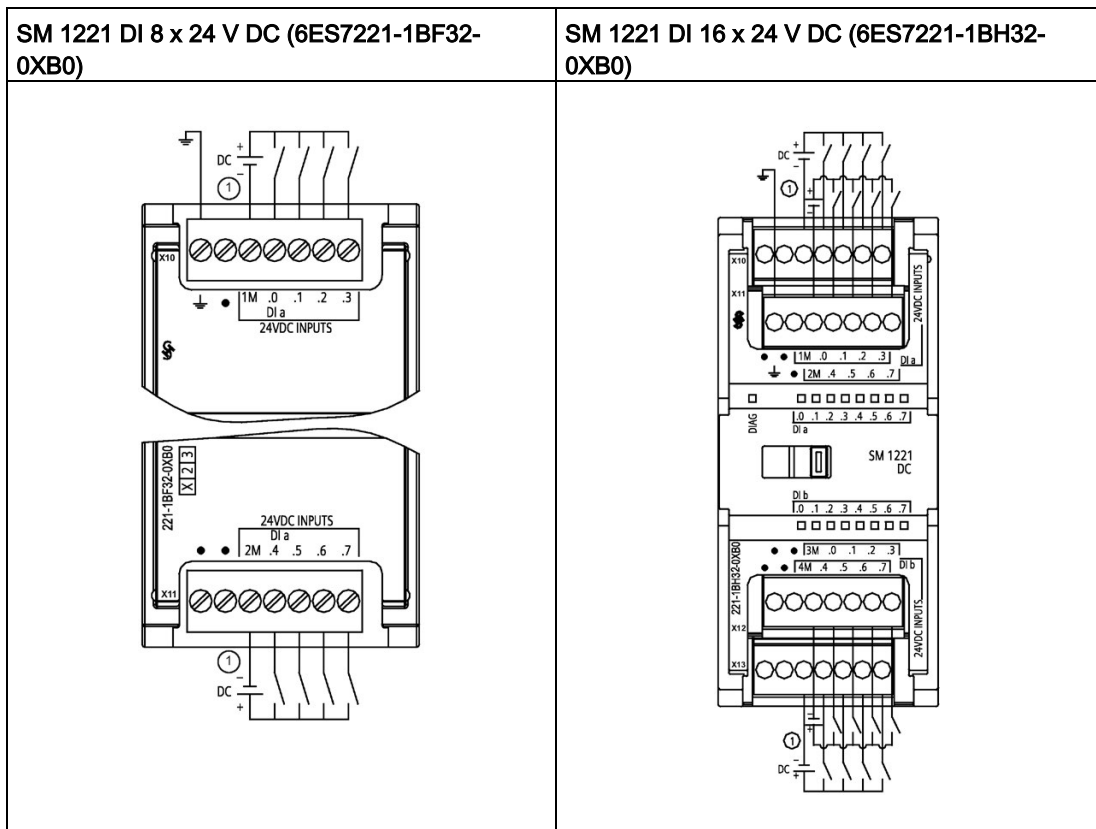 SM 1221 DI 8 x 24 V DC (6ES7221-1BF32-
0XB0)
DC
+
−
1
X10
1M .0 .1 .2 .3
DI a
24VDC INPUTS
221-1BF32-0XB0
X 2 3
24VDC INPUTS
DI a
2M .4 .5 .6 .7
X11
1
DC
−
+
SM 1221 DI 16 x 24 V DC (6ES7221-1BH32-
0XB0)
DC
+
−
1
+
−
X10
X11
24VDC INPUTS
1M .0 .1 .2 .3
DI a
2M .4 .5 .6 .7
DIAG
.0 .1 .2 .3 .4 .5 .6 .7
DI a
SM 1221
DC
DI b
.0 .1 .2 .3 .4 .5 .6 .7
3M .0 .1 .2 .3
DI b
4M .4 .5 .6 .7
221-1BH32-0XB0
24VDC INPUTS
X12
X13
−
+
1
DC
−
+